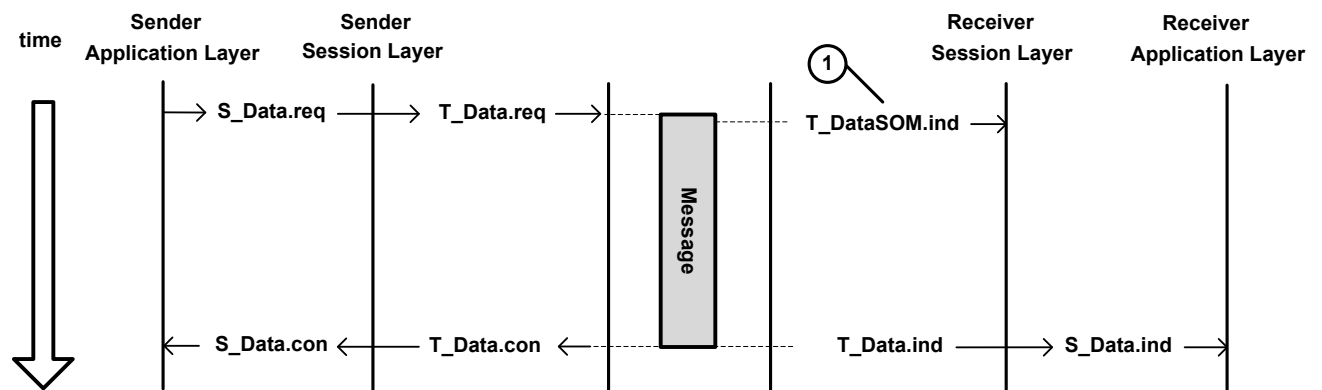 time
Sender
Application Layer
Sender
Session Layer
Receiver
Session Layer
Receiver
Application Layer
1
S_Data.req
T_Data.req
T_DataSOM.ind
Message
S_Data.con
T_Data.con
T_Data.ind
S_Data.ind